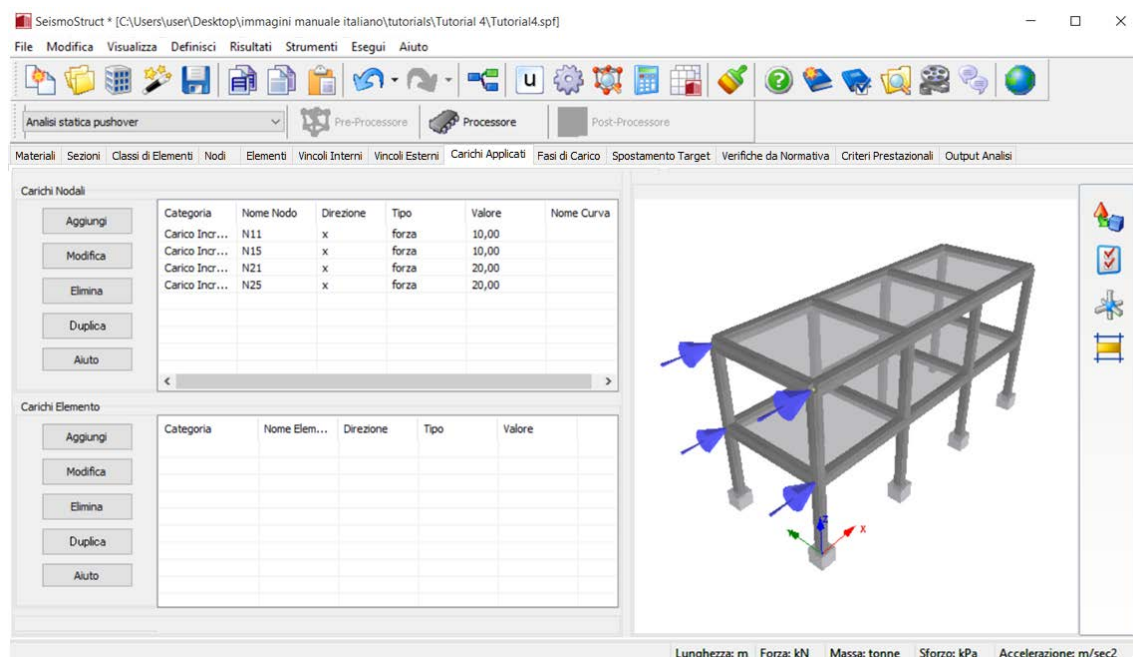 SeismoStruct * [C:\Users\user\Desktop\immagini manuale italiano\tutorials\Tutorial 4\Tutorial4.spf]
File Modifica Visualizza Definisci Risultati Strumenti Esegui Aiuto
u
Analisi statica pushover Pre-Processore Processore Post-Processore
Materiali Sezioni Classi di Elementi Nodi Elementi Vincoli Interni Vincoli Esterni Carichi Applicati Fasi di Carico Spostamento Target Verifiche da Normativa Criteri Prestazionali Output Analisi
Carichi Nodali
Aggiungi
Modifica
Elimina
Duplica
Aiuto
Categoria Nome Nodo Direzione Tipo Valore Nome Curva
Carico Incr... N11 x forza 10,00
Carico Incr... N15 x forza 10,00
Carico Incr... N21 x forza 20,00
Carico Incr... N25 x forza 20,00
Carichi Elemento
Aggiungi
Modifica
Elimina
Duplica
Aiuto
Categoria Nome Elem... Direzione Tipo Valore
Z
X
Lunghezza: m Forza: kN Massa: tonne Sforzo: kPa Accelerazione: m/sec2